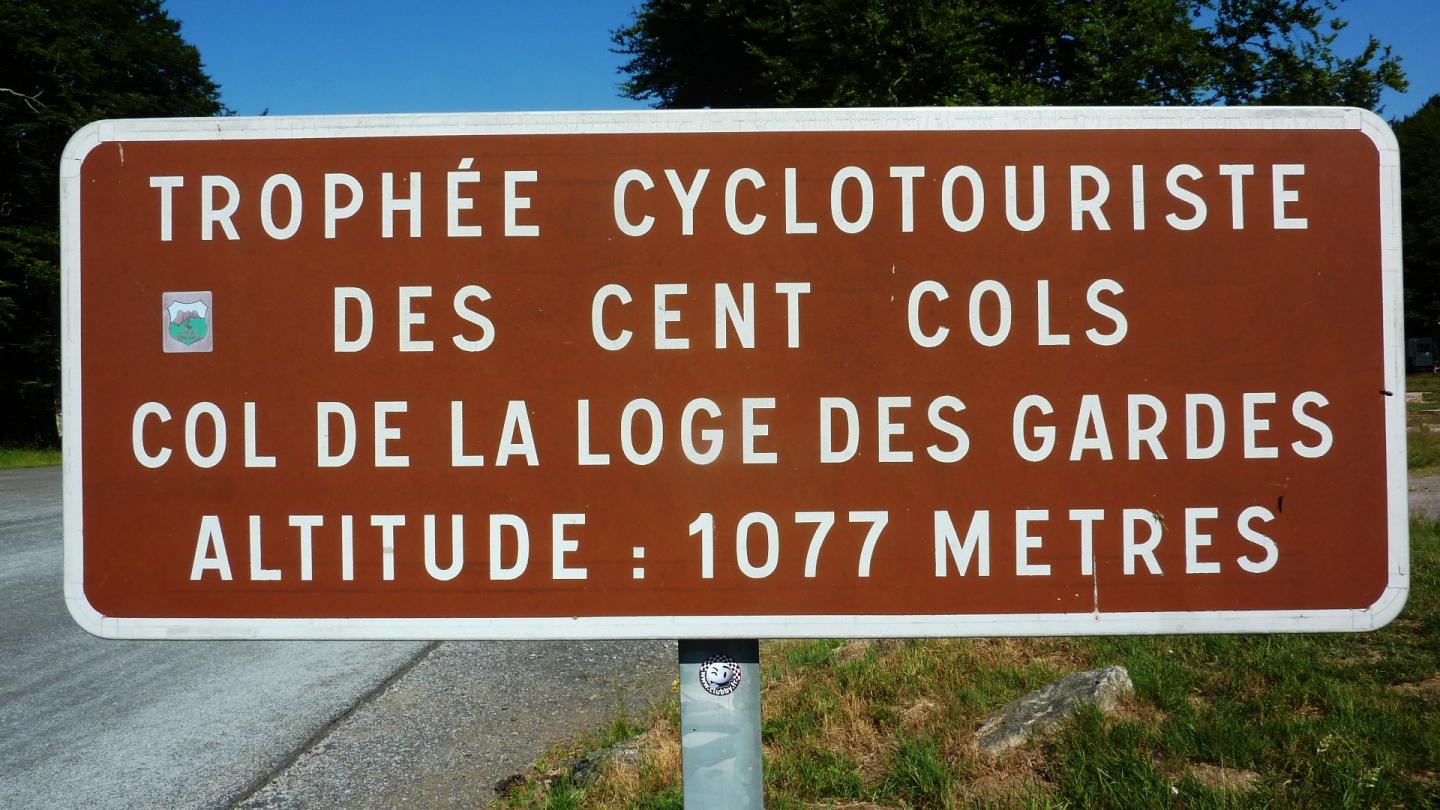 TROPHÉE CYCLOTOURISTE
DES CENT COLS
COL DE LA LOGE DES GARDES
ALTITUDE : 1077 METRES